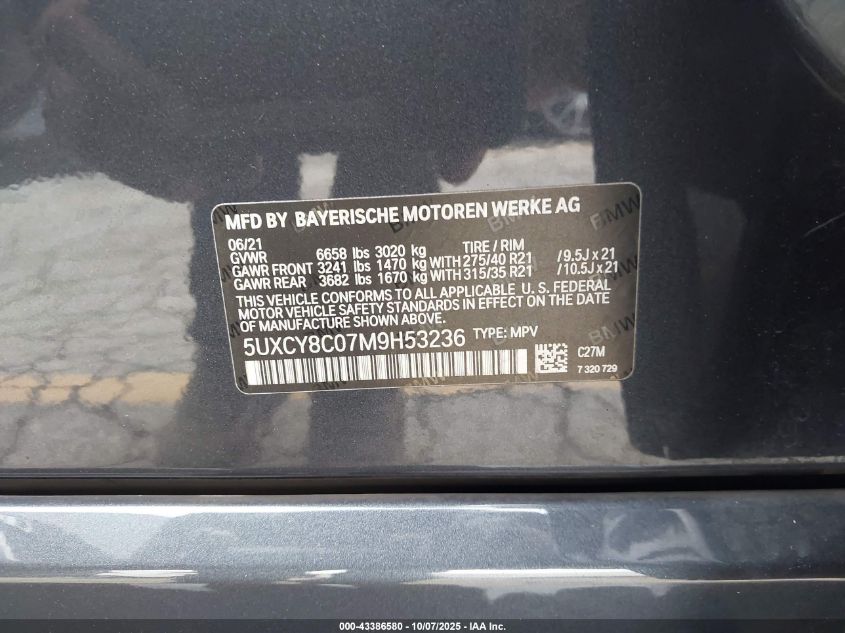 MFD BY BAYERISCHE MOTOREN WERKE AG
06/21
GVWR 6658 lbs 3020 kg TIRE / RIM
GAWR FRONT 3241 lbs 1470 kg WITH 275/40 R21 /9.5J x 21
GAWR REAR 3682 lbs 1670 kg WITH 315/35 R21 /10.5J x 21
THIS VEHICLE CONFORMS TO ALL APPLICABLE U. S. FEDERAL
MOTOR VEHICLE SAFETY STANDARDS IN EFFECT ON THE DATE
OF MANUFACTURE SHOWN ABOVE.
5UXCY8C07M9H53236 TYPE: MPV
C27M
7 320 729
000-43386580 - 10/07/2025 - IAA Inc.